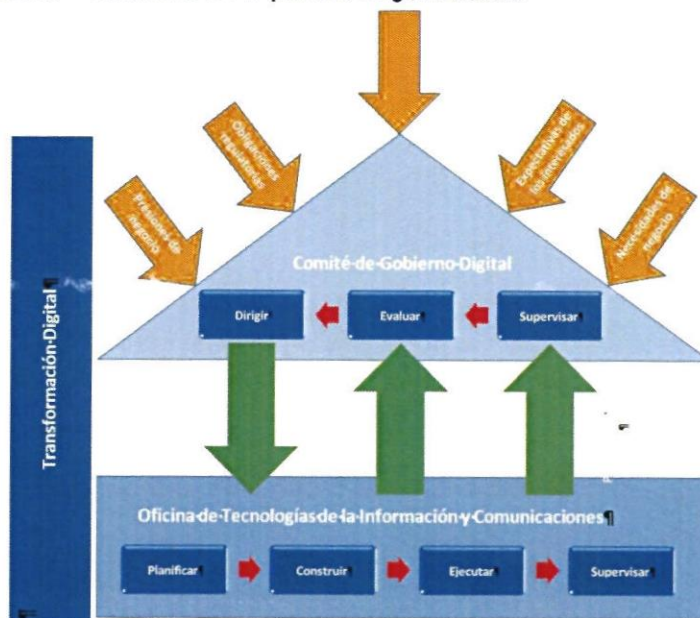 Obligaciones
regulatorias
Expectativas de
los interesados
Presiones de
negocio
Necesidades de
negocio
Comité·de·Gobierno·Digital
Dirigir
Evaluar
Supervisar
Transformación·Digital¶
Oficina·de·Tecnologías·de·la·Información·y·Comunicaciones¶
Planificar
Construir
Ejecutar
Supervisar